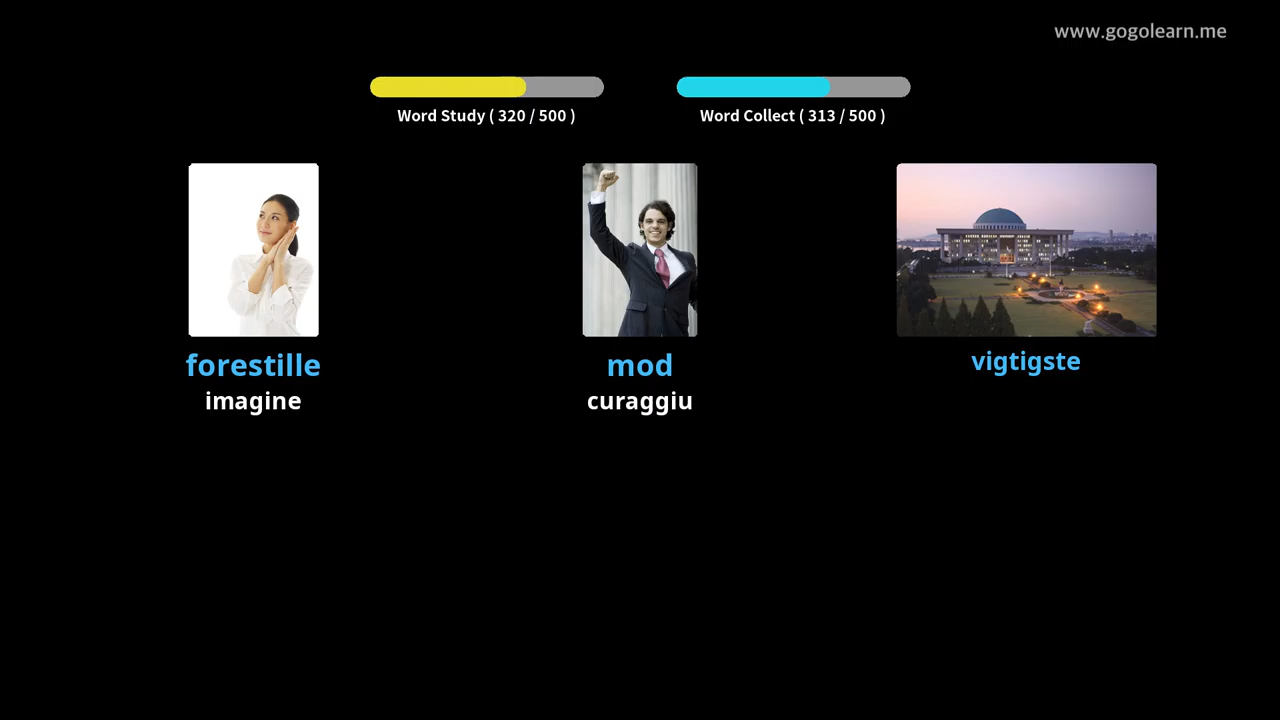 www.gogolearn.me
Word Study ( 320 / 500 )
Word Collect ( 313 / 500 )
forestille
imagine
mod
curaggiu
vigtigste